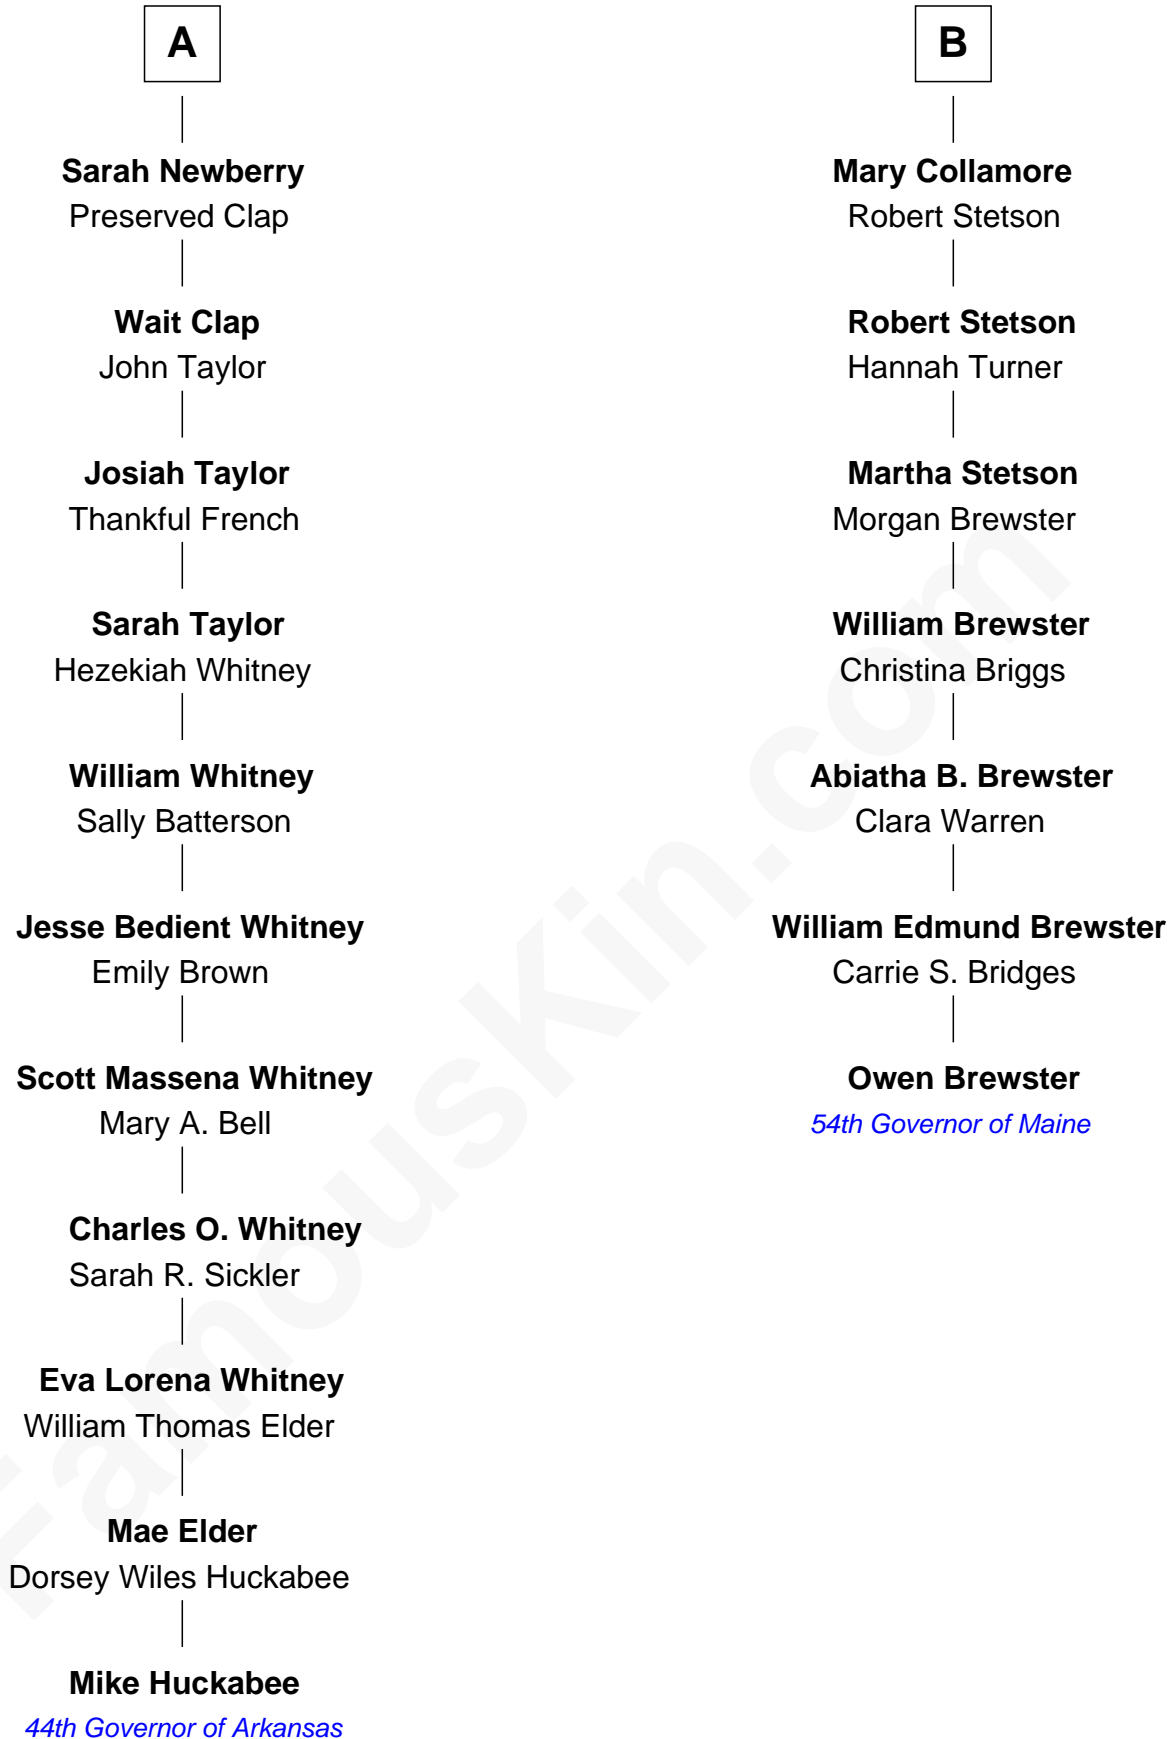 A
Sarah Newberry
Preserved Clap
Wait Clap
John Taylor
Josiah Taylor
Thankful French
Sarah Taylor
Hezekiah Whitney
William Whitney
Sally Batterson
Jesse Bedient Whitney
Emily Brown
Scott Massena Whitney
Mary A. Bell
Charles O. Whitney
Sarah R. Sickler
Eva Lorena Whitney
William Thomas Elder
Mae Elder
Dorsey Wiles Huckabee
Mike Huckabee
44th Governor of Arkansas
B
Mary Collamore
Robert Stetson
Robert Stetson
Hannah Turner
Martha Stetson
Morgan Brewster
William Brewster
Christina Briggs
Abiatha B. Brewster
Clara Warren
William Edmund Brewster
Carrie S. Bridges
Owen Brewster
54th Governor of Maine
FamousKin.com